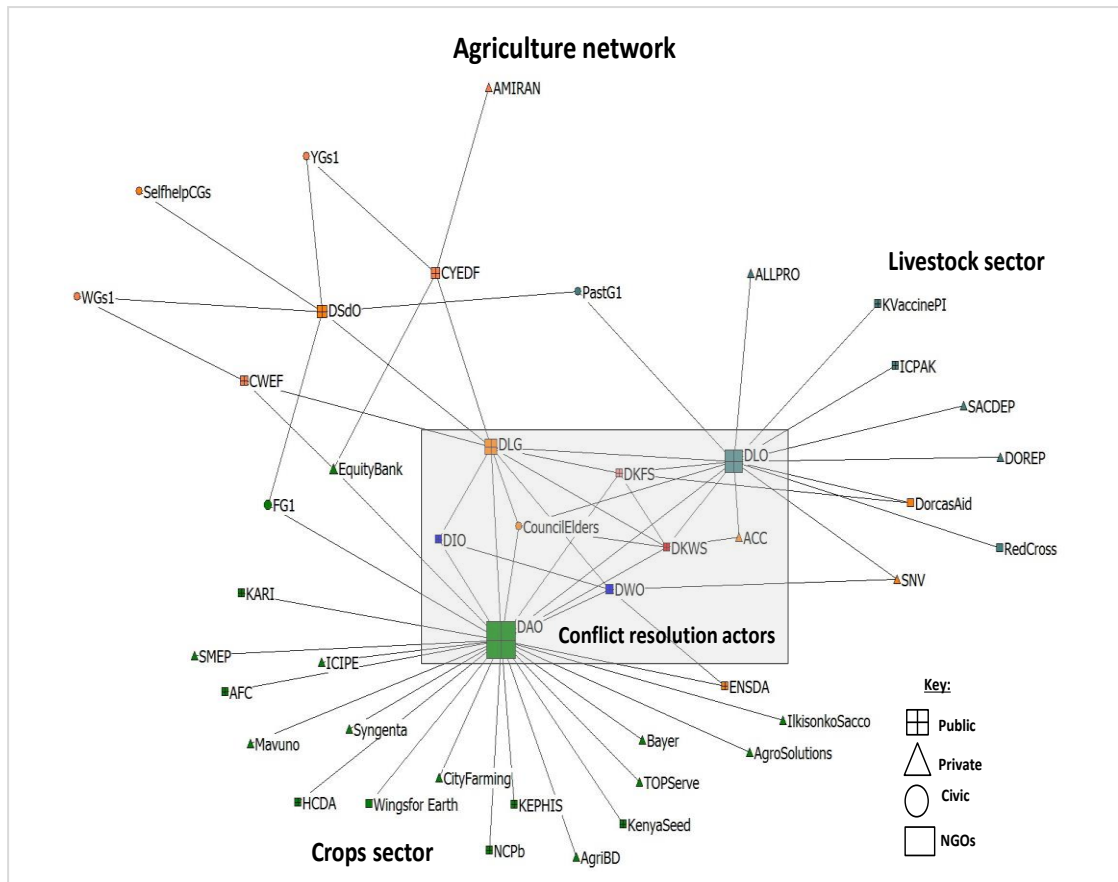 Agriculture network
AMIRAN
YGs1
SelfhelpCGs
CYEDF
ALLPRO
Livestock sector
PastG1
WGs1
KVaccinePI
DSdO
ICPAK
CWEF
SACDEP
DLG
DLO
DOREP
EquityBank
DKFS
FG1
DorcasAid
CouncilElders
DIO
DKWS
ACC
RedCross
SNV
DWO
KARI
DAO
Conflict resolution actors
SMEP
ICIPE
AFC
ENSDA
Key:
IlkisonkoSacco
Public
Syngenta
Mavuno
Bayer
AgroSolutions
Private
CityFarming
TOPServe
HCDA
Wingsfor Earth
KEPHIS
Civic
KenyaSeed
NGOs
Crops sector
NCPb
AgriBD